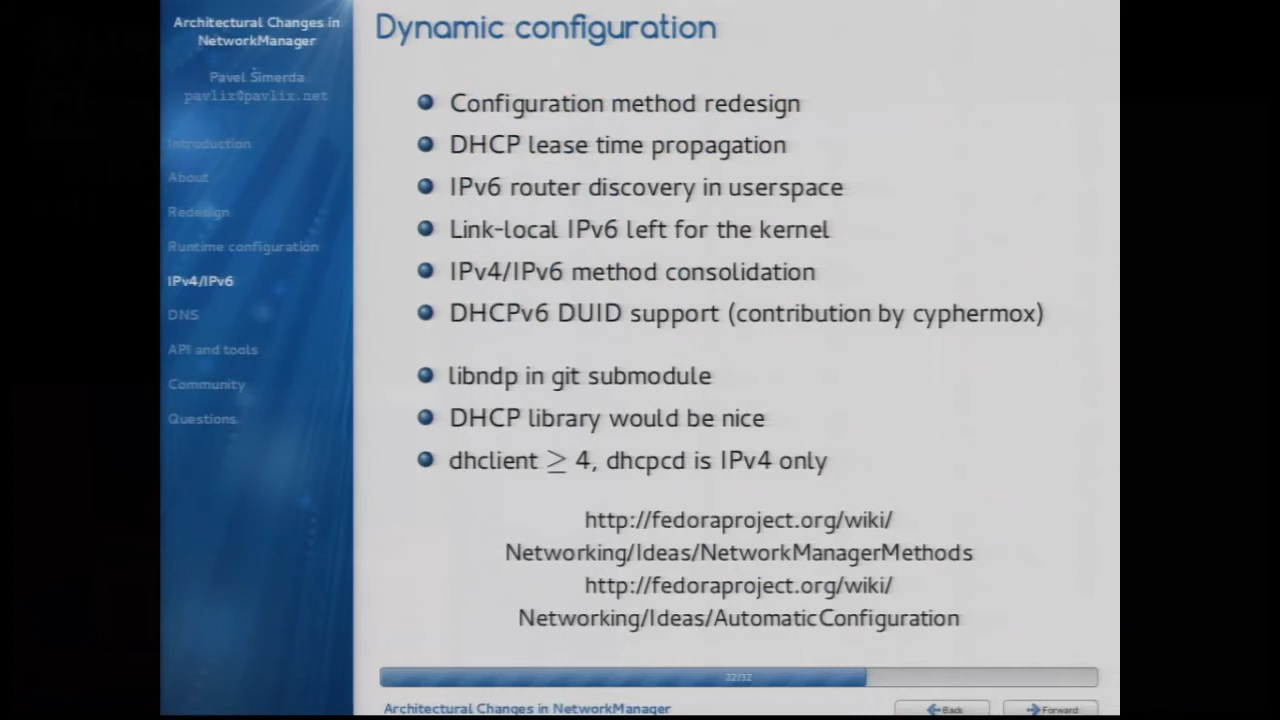 Architectural Changes in
NetworkManager
Pavel Šimerda
pavlix@pavlix.net
Introduction
About
Redesign
Runtime configuration
IPv4/IPv6
DNS
API and tools
Community
Questions
Dynamic configuration
Configuration method redesign
DHCP lease time propagation
IPv6 router discovery in userspace
Link-local IPv6 left for the kernel
IPv4/IPv6 method consolidation
DHCPv6 DUID support (contribution by cyphermox)
libndp in git submodule
DHCP library would be nice
dhclient ≥ 4, dhcpcd is IPv4 only
http://fedoraproject.org/wiki/
Networking/Ideas/NetworkManagerMethods
http://fedoraproject.org/wiki/
Networking/Ideas/AutomaticConfiguration
22/32
Architectural Changes in NetworkManager
Back
Forward